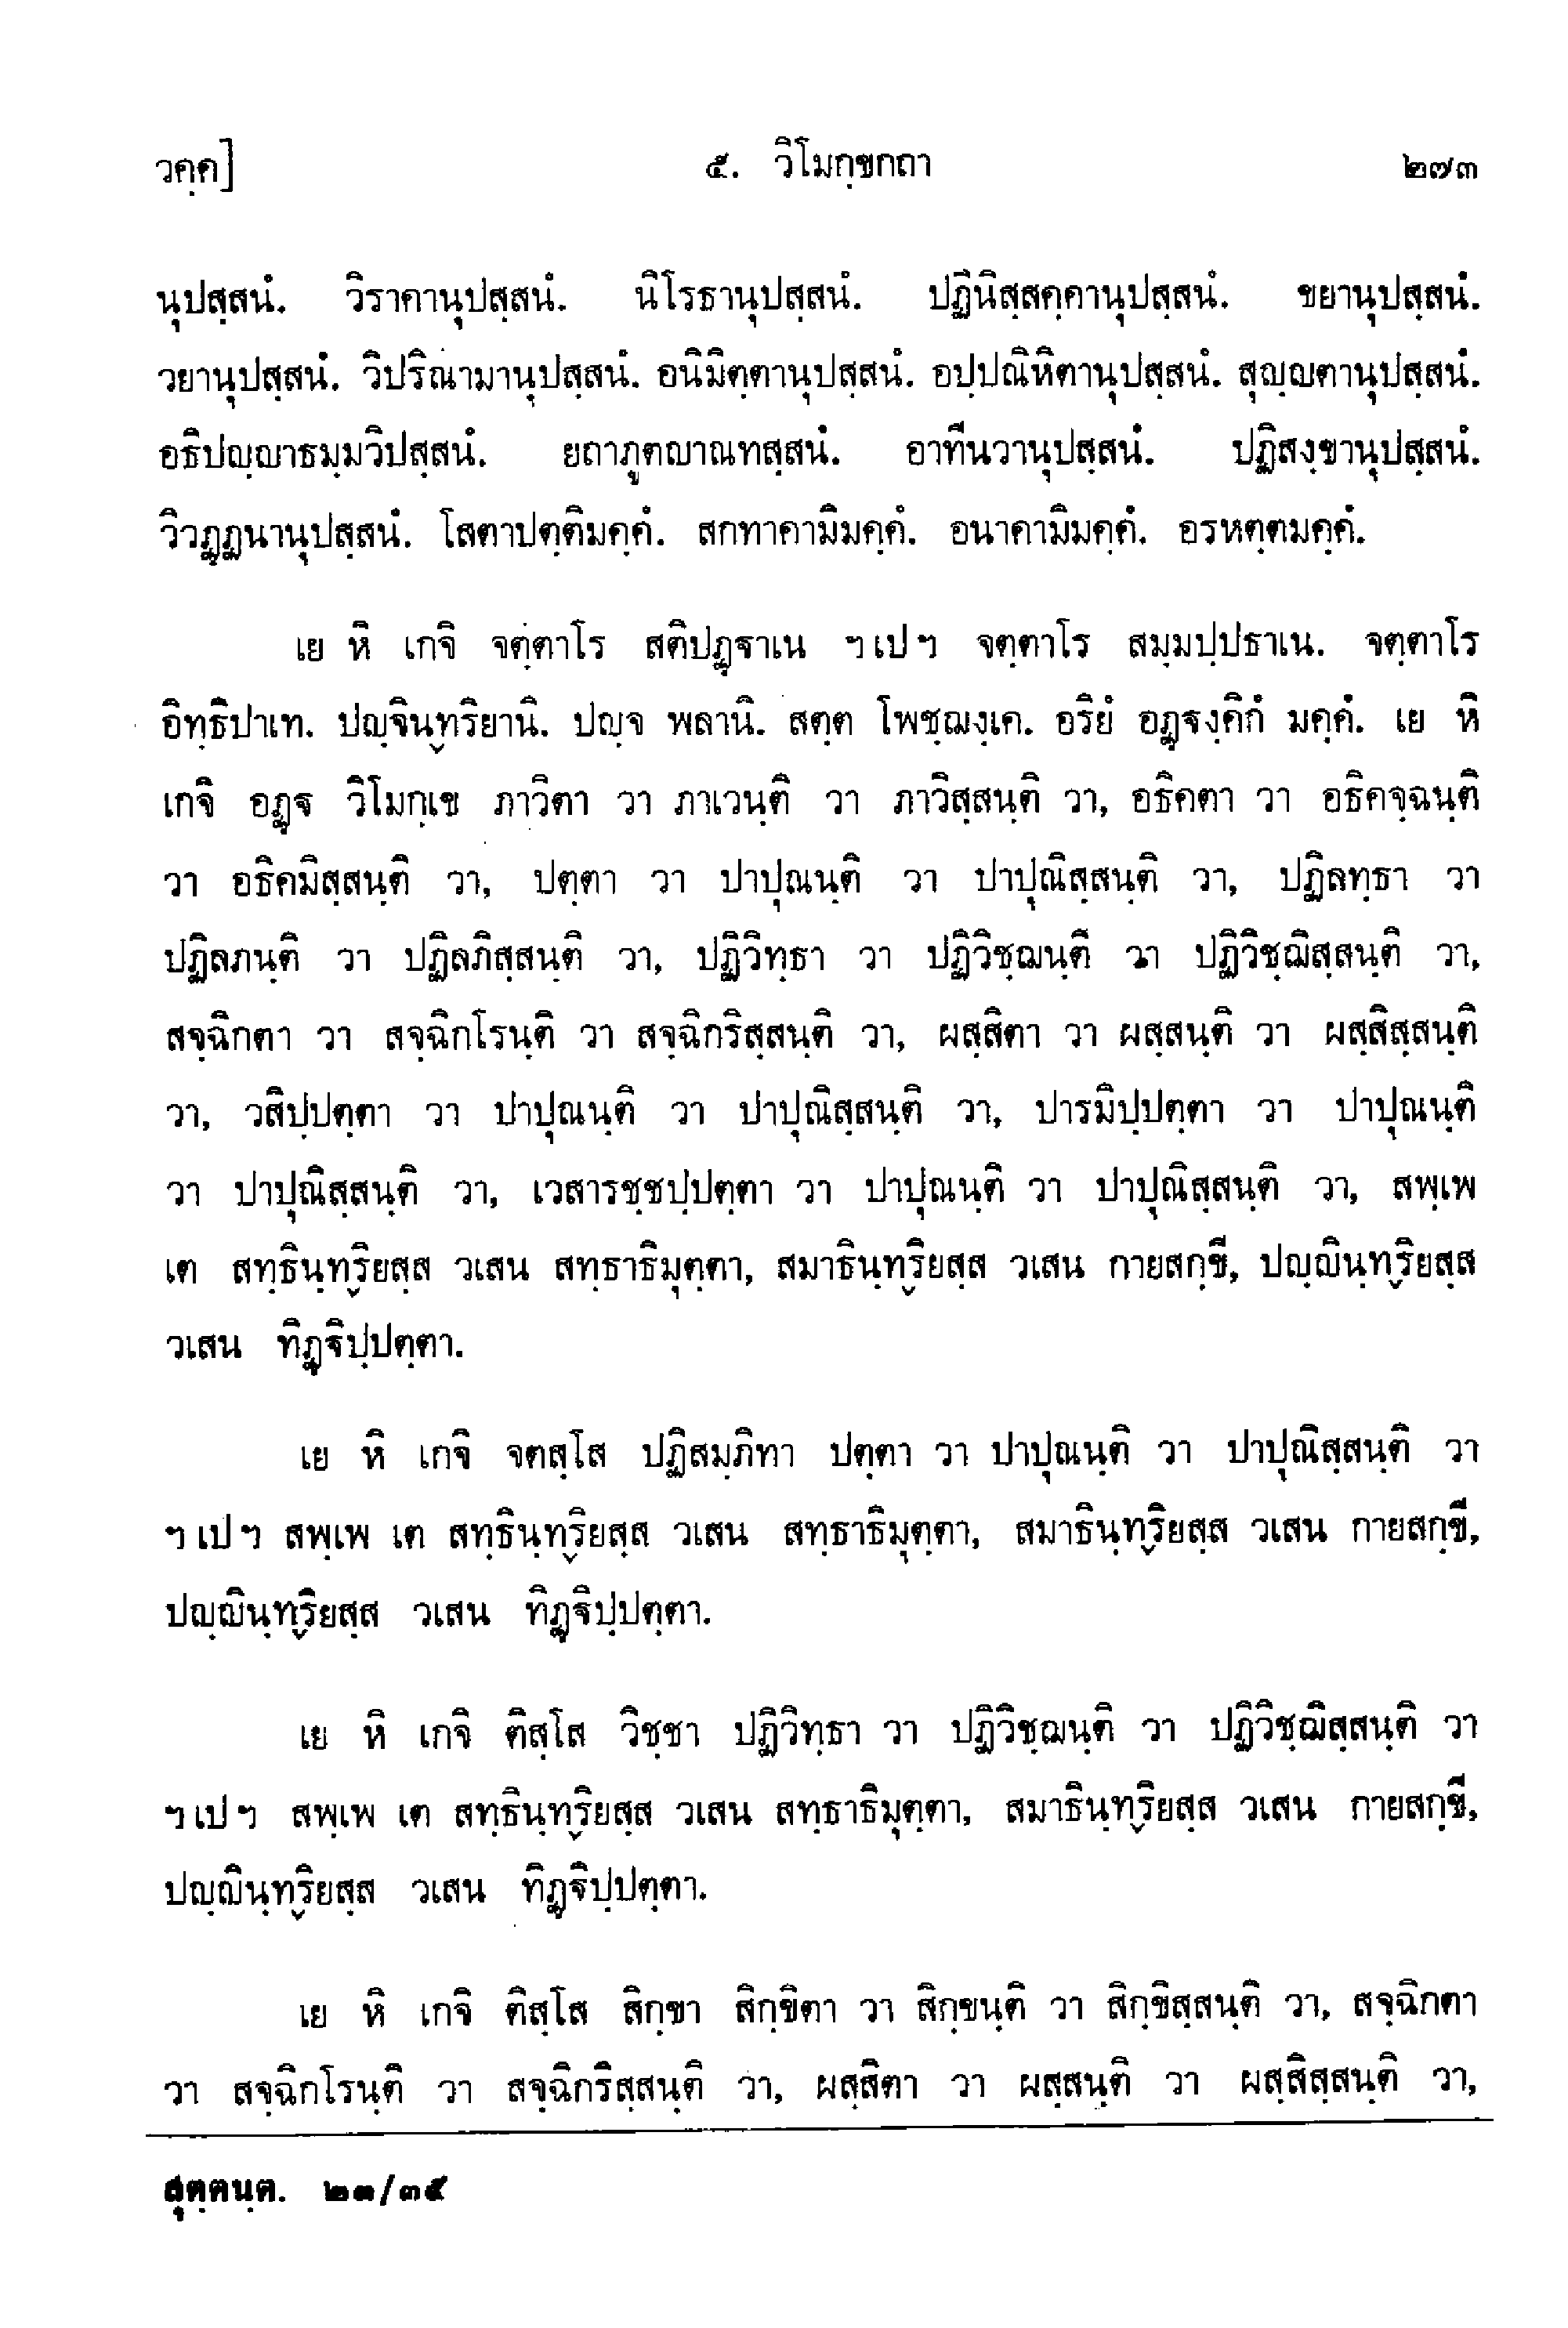 วคฺค] ๕. วิโมกฺขกถา ๒๗๓
นุปสฺสนํ. วิราคานุปสฺสนํ. นิโรธานุปสฺสนํ. ปฏินิสฺสคฺคานุปสฺสนํ. ขยานุปสฺสนํ.
วยานุปสฺสนํ. วิปริณามานุปสฺสนํ. อนิมิตฺตานุปสฺสนํ. อปฺปณิหิตานุปสฺสนํ. สุญฺญตานุปสฺสนํ.
อธิปญฺญาธมฺมวิปสฺสนํ. ยถาภูตญาณทสฺสนํ. อาทีนวานุปสฺสนํ. ปฏิสงฺขานุปสฺสนํ.
วิวฏฺฏนานุปสฺสนํ. โสตาปตฺติมคฺคํ. สกทาคามิมคฺคํ. อนาคามิมคฺคํ. อรหตฺตมคฺคํ.
เย หิ เกจิ จตฺตาโร สติปฏฺฐาเน ฯเปฯ จตฺตาโร สมฺมปฺปธาเน. จตฺตาโร
อิทฺธิปาเท. ปญฺจินฺทฺริยานิ. ปญฺจ พลานิ. สตฺต โพชฺฌงฺเค. อริยํ อฏฺฐงฺคิกํ มคฺคํ. เย หิ
เกจิ อฏฺฐ วิโมกฺเข ภาวิตา วา ภาเวนฺติ วา ภาวิสฺสนฺติ วา, อธิคตา วา อธิคจฺฉนฺติ
วา อธิคมิสฺสนฺติ วา, ปตฺตา วา ปาปุณนฺติ วา ปาปุณิสฺสนฺติ วา, ปฏิลทฺธา วา
ปฏิลภนฺติ วา ปฏิลภิสฺสนฺติ วา, ปฏิวิทฺธา วา ปฏิวิชฺฌนฺติ วา ปฏิวิชฺฌิสฺสนฺติ วา,
สจฺฉิกตา วา สจฺฉิกโรนฺติ วา สจฺฉิกริสฺสนฺติ วา, ผสฺสิตา วา ผสฺสนฺติ วา ผสฺสิสฺสนฺติ
วา, วสิปฺปตฺตา วา ปาปุณนฺติ วา ปาปุณิสฺสนฺติ วา, ปารมิปฺปตฺตา วา ปาปุณนฺติ
วา ปาปุณิสฺสนฺติ วา, เวสารชฺชปฺปตฺตา วา ปาปุณนฺติ วา ปาปุณิสฺสนฺติ วา, สพฺเพ
เต สทฺธินฺทฺริยสฺส วเสน สทฺธาธิมุตฺตา, สมาธินฺทฺริยสฺส วเสน กายสกฺขี, ปญฺญินฺทฺริยสฺส
วเสน ทิฏฺฐิปฺปตฺตา.
เย หิ เกจิ จตสฺโส ปฏิสมฺภิทา ปตฺตา วา ปาปุณนฺติ วา ปาปุณิสฺสนฺติ วา
ฯเปฯ สพฺเพ เต สทฺธินฺทฺริยสฺส วเสน สทฺธาธิมุตฺตา, สมาธินฺทฺริยสฺส วเสน กายสกฺขี,
ปญฺญินฺทฺริยสฺส วเสน ทิฏฺฐิปฺปตฺตา.
เย หิ เกจิ ติสฺโส วิชฺชา ปฏิวิทฺธา วา ปฏิวิชฺฌนฺติ วา ปฏิวิชฺฌิสฺสนฺติ วา
ฯเปฯ สพฺเพ เต สทฺธินฺทฺริยสฺส วเสน สทฺธาธิมุตฺตา, สมาธินฺทฺริยสฺส วเสน กายสกฺขี,
ปญฺญินฺทฺริยสฺส วเสน ทิฏฺฐิปฺปตฺตา.
เย หิ เกจิ ติสฺโส สิกฺขา สิกฺขิตา วา สิกฺขนฺติ วา สิกฺขิสฺสนฺติ วา, สจฺฉิกตา
วา สจฺฉิกโรนฺติ วา สจฺฉิกริสฺสนฺติ วา, ผสฺสิตา วา ผสฺสนฺติ วา ผสฺสิสฺสนฺติ วา,
สุตฺตนฺต. ๒๓/๓๕